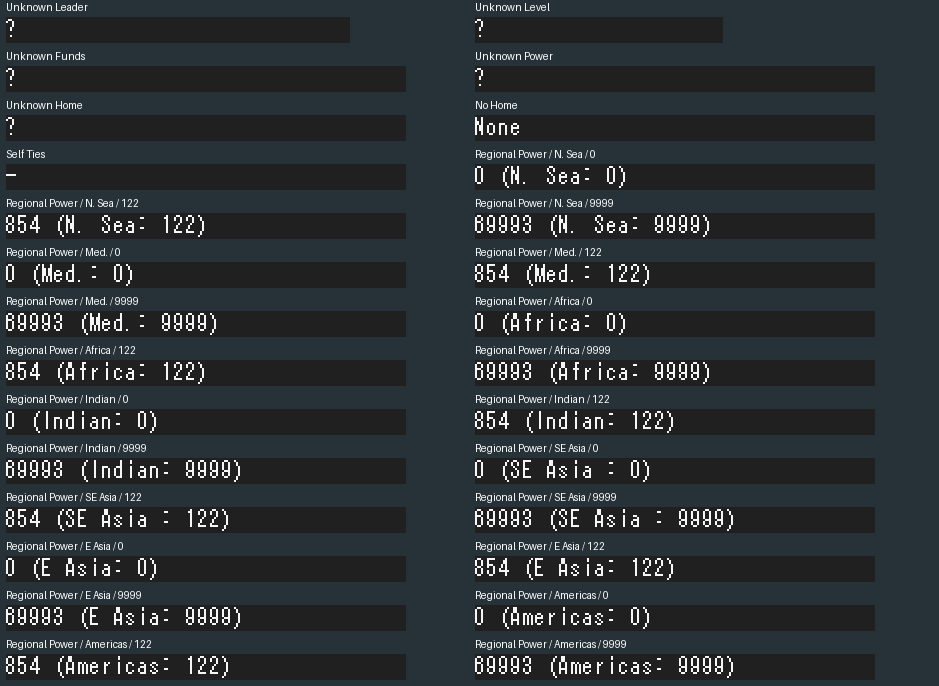 Unknown Leader
?
Unknown Level
?
Unknown Funds
?
Unknown Power
?
Unknown Home
?
No Home
None
Self Ties
—
Regional Power / N. Sea / 0
0 (N. Sea: 0)
Regional Power / N. Sea / 122
854 (N. Sea: 122)
Regional Power / N. Sea / 9999
69993 (N. Sea: 9999)
Regional Power / Med. / 0
0 (Med.: 0)
Regional Power / Med. / 122
854 (Med.: 122)
Regional Power / Med. / 9999
69993 (Med.: 9999)
Regional Power / Africa / 0
0 (Africa: 0)
Regional Power / Africa / 122
854 (Africa: 122)
Regional Power / Africa / 9999
69993 (Africa: 9999)
Regional Power / Indian / 0
0 (Indian: 0)
Regional Power / Indian / 122
854 (Indian: 122)
Regional Power / Indian / 9999
69993 (Indian: 9999)
Regional Power / SE Asia / 0
0 (SE Asia : 0)
Regional Power / SE Asia / 122
854 (SE Asia : 122)
Regional Power / SE Asia / 9999
69993 (SE Asia : 9999)
Regional Power / E Asia / 0
0 (E Asia: 0)
Regional Power / E Asia / 122
854 (E Asia: 122)
Regional Power / E Asia / 9999
69993 (E Asia: 9999)
Regional Power / Americas / 0
0 (Americas: 0)
Regional Power / Americas / 122
854 (Americas: 122)
Regional Power / Americas / 9999
69993 (Americas: 9999)